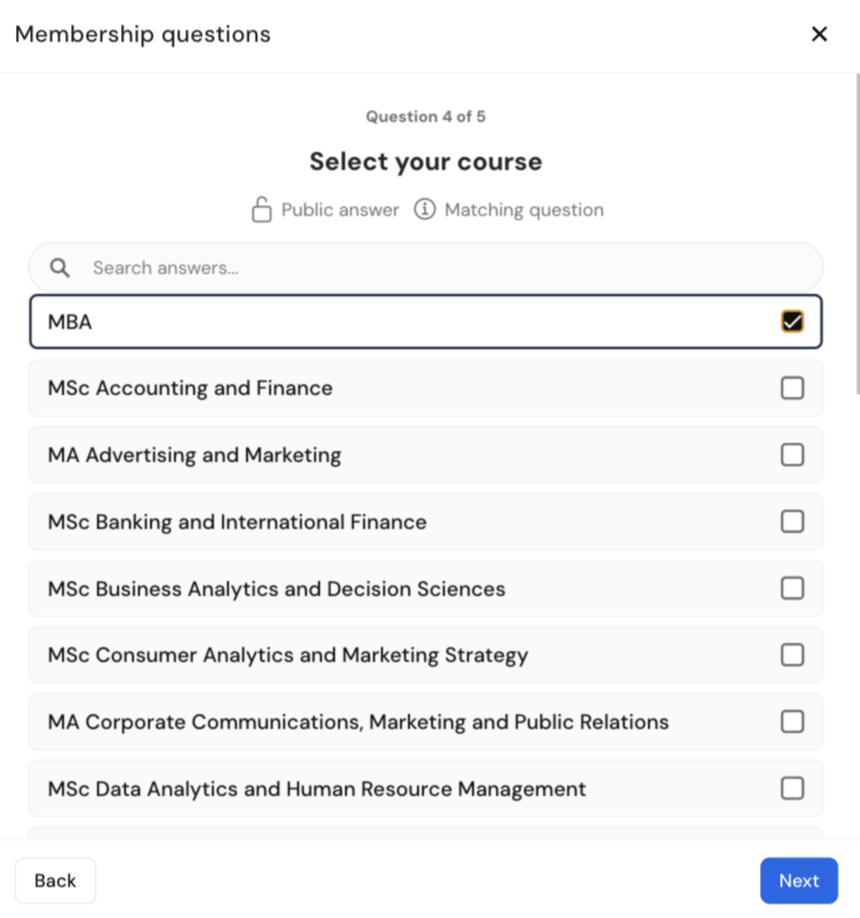 Membership questions
Question 4 of 5
Select your course
Public answer Matching question
Search answers...
MBA
MSc Accounting and Finance
MA Advertising and Marketing
MSc Banking and International Finance
MSc Business Analytics and Decision Sciences
MSc Consumer Analytics and Marketing Strategy
MA Corporate Communications, Marketing and Public Relations
MSc Data Analytics and Human Resource Management
Back Next